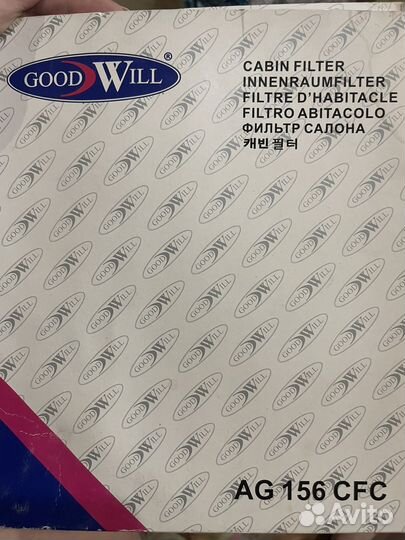 GOOD WILL®
CABIN FILTER
INNENRAUMFILTER
FILTRE D'HABITACLE
FILTRO ABITACOLO
ФИЛЬТР САЛОНА
캐빈 필터
AG 156 CFC
Avito